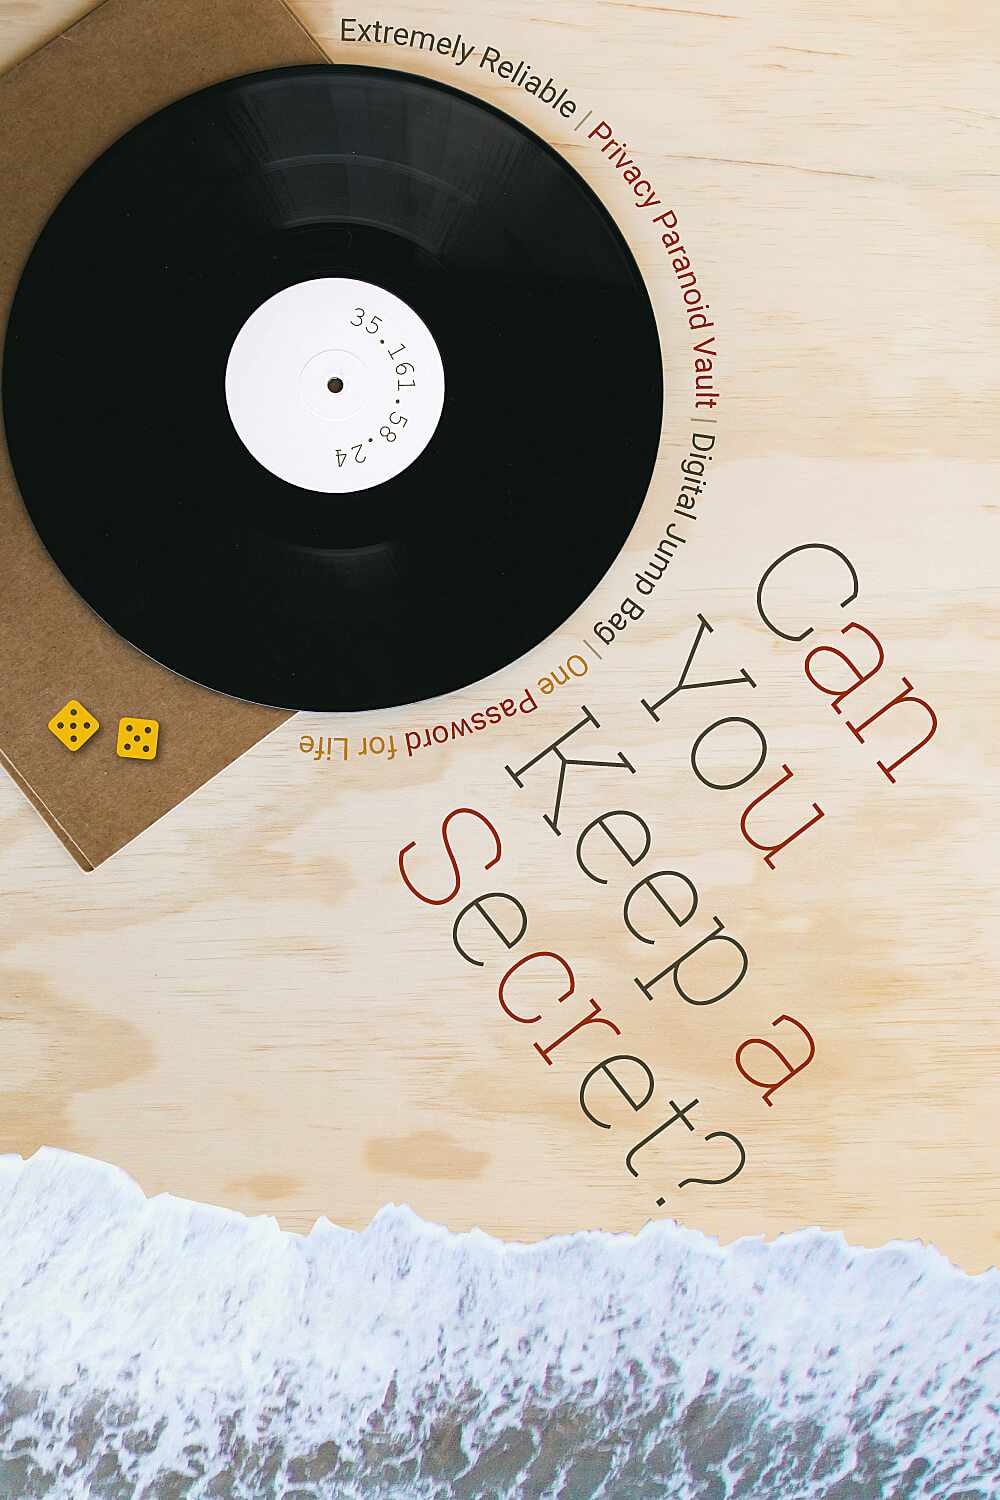 Extremely Reliable | Privacy Paranoid Vault | Digital Jump Bag | One Password for Life
35.161.58.24
Can
You
Keep a
Secret?